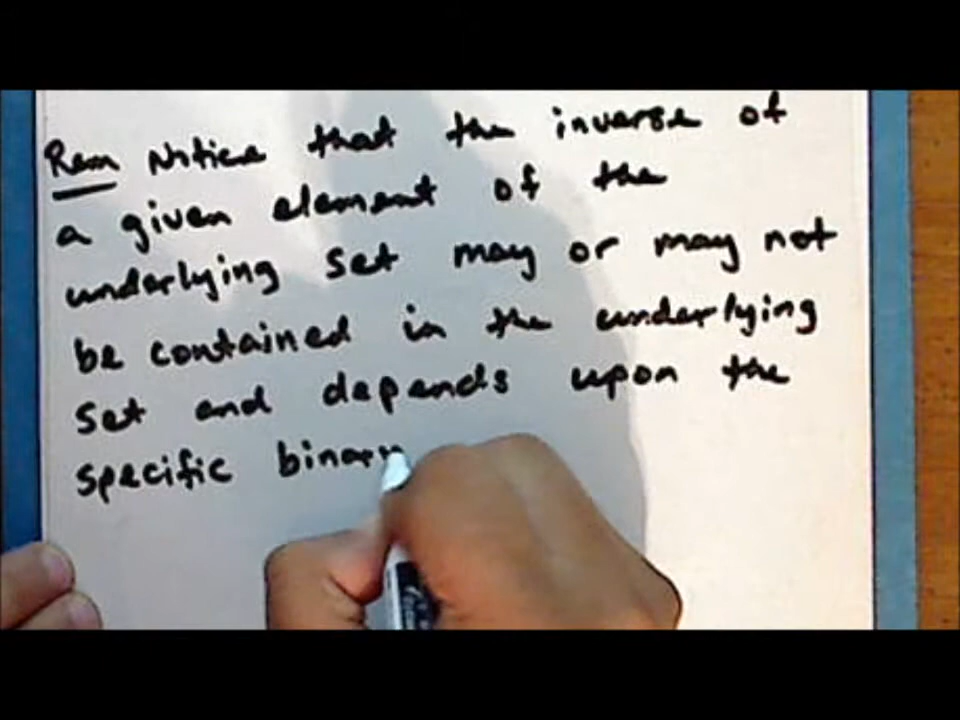 Rem Notice that the inverse of
a given element of the
underlying set may or may not
be contained in the underlying
set and depends upon the
specific binary